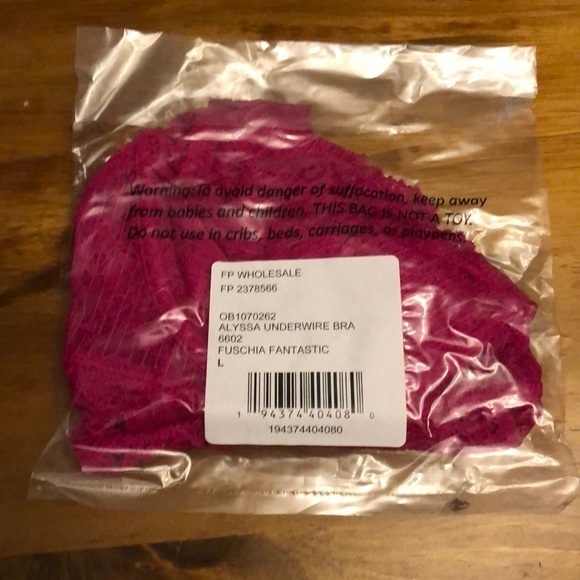 Warning:To avoid danger of suffocation, keep away
from babies and children. THIS BAG IS NOT A TOY.
Do not use in cribs, beds, carriages, or playpens.
FP WHOLESALE
FP 2378566
OB1070262
ALYSSA UNDERWIRE BRA
6602
FUSCHIA FANTASTIC
L
1 94374 40408 0
194374404080